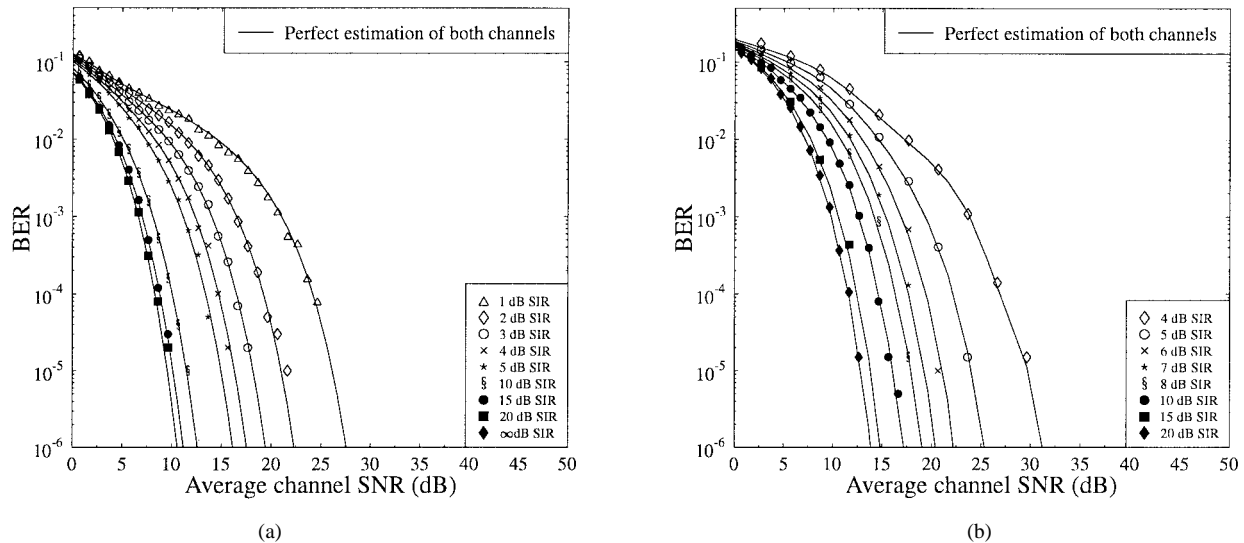 Perfect estimation of both channels
BER
10^-1
10^-2
10^-3
10^-4
10^-5
10^-6
1 dB SIR
2 dB SIR
3 dB SIR
4 dB SIR
5 dB SIR
10 dB SIR
15 dB SIR
20 dB SIR
∞dB SIR
0 5 10 15 20 25 30 35 40 45 50
Average channel SNR (dB)
(a)
Perfect estimation of both channels
BER
10^-1
10^-2
10^-3
10^-4
10^-5
10^-6
4 dB SIR
5 dB SIR
6 dB SIR
7 dB SIR
8 dB SIR
10 dB SIR
15 dB SIR
20 dB SIR
0 5 10 15 20 25 30 35 40 45 50
Average channel SNR (dB)
(b)